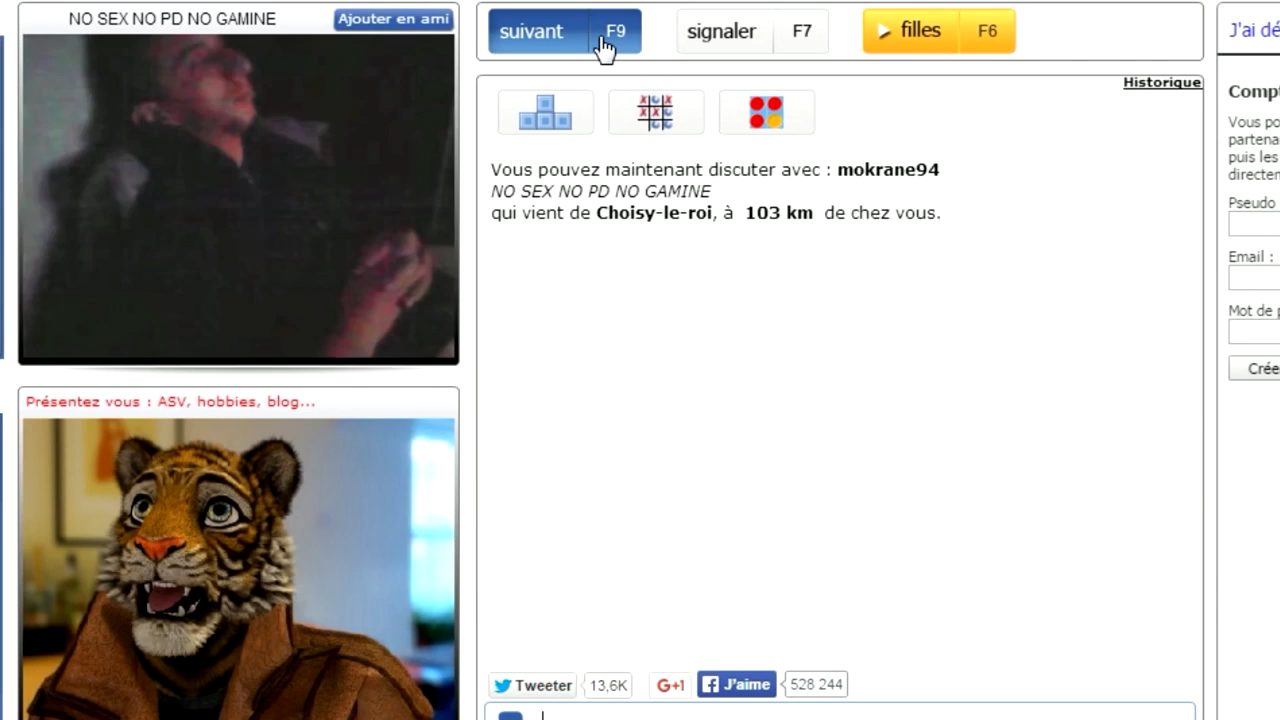 NO SEX NO PD NO GAMINE
Ajouter en ami
suivant F9
signaler F7
filles F6
J'ai dé
Historique
Vous pouvez maintenant discuter avec : mokrane94
NO SEX NO PD NO GAMINE
qui vient de Choisy-le-roi, à 103 km de chez vous.
Présentez vous : ASV, hobbies, blog...
Tweeter 13,6K G+1 J'aime 528 244
Compt
Vous po
partena
puis les
directem
Pseudo
Email :
Mot de p
Crée